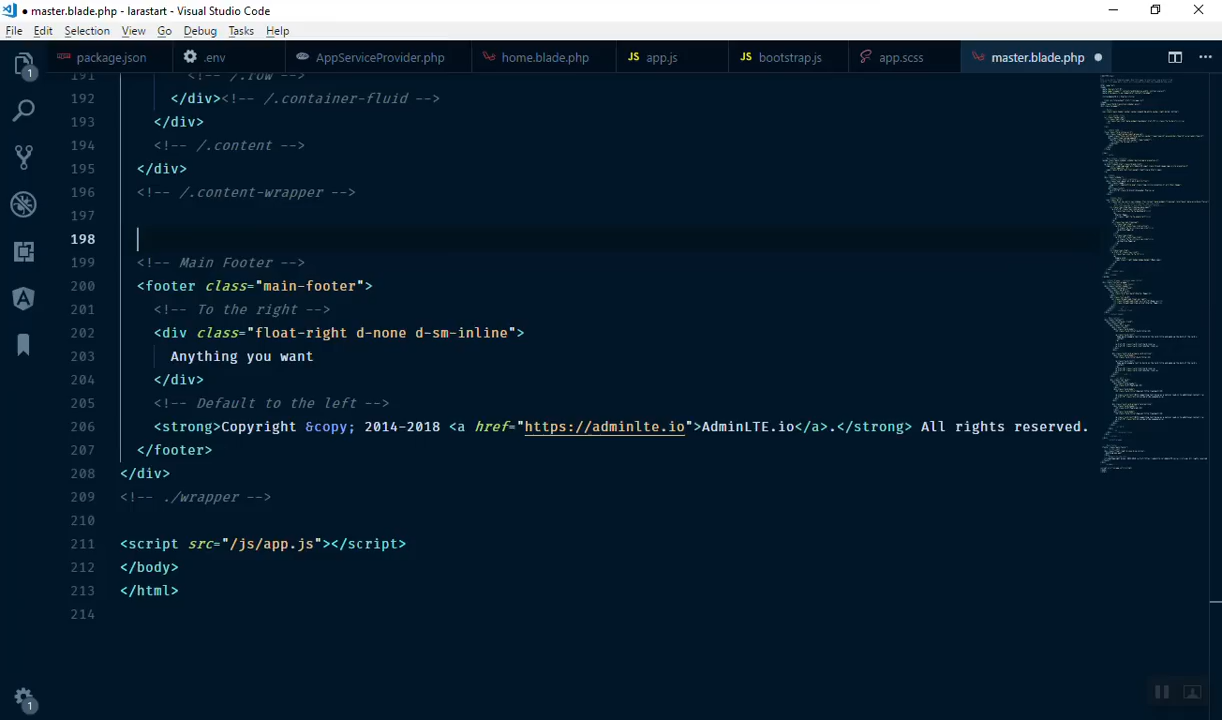 ● master.blade.php - larastart - Visual Studio Code
File Edit Selection View Go Debug Tasks Help
package.json .env AppServiceProvider.php home.blade.php JS app.js JS bootstrap.js app.scss master.blade.php ●
191 <!-- /.row -->
192 </div><!-- /.container-fluid -->
193 </div>
194 <!-- /.content -->
195 </div>
196 <!-- /.content-wrapper -->
197
198
199 <!-- Main Footer -->
200 <footer class="main-footer">
201 <!-- To the right -->
202 <div class="float-right d-none d-sm-inline">
203 Anything you want
204 </div>
205 <!-- Default to the left -->
206 <strong>Copyright &copy; 2014-2018 <a href="https://adminlte.io">AdminLTE.io</a>.</strong> All rights reserved.
207 </footer>
208 </div>
209 <!-- ./wrapper -->
210
211 <script src="/js/app.js"></script>
212 </body>
213 </html>
214
1
1